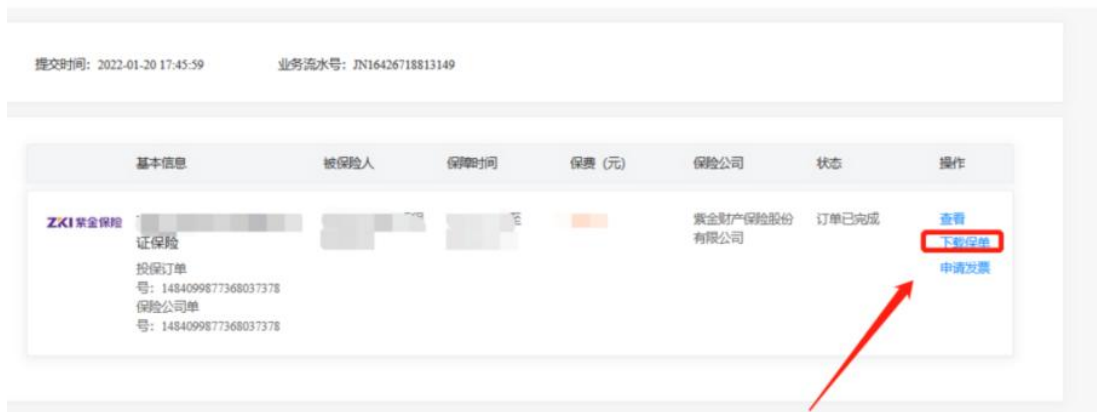 提交时间：2022-01-20 17:45:59 业务流水号：JN16426718813149
基本信息 被保险人 保障时间 保费（元） 保险公司 状态 操作
ZKI 紫金保险 至 紫金财产保险股份 订单已完成 查看
证保险 有限公司 下载保单
投保订单 申请发票
号：1484099877368037378
保险公司单
号：1484099877368037378